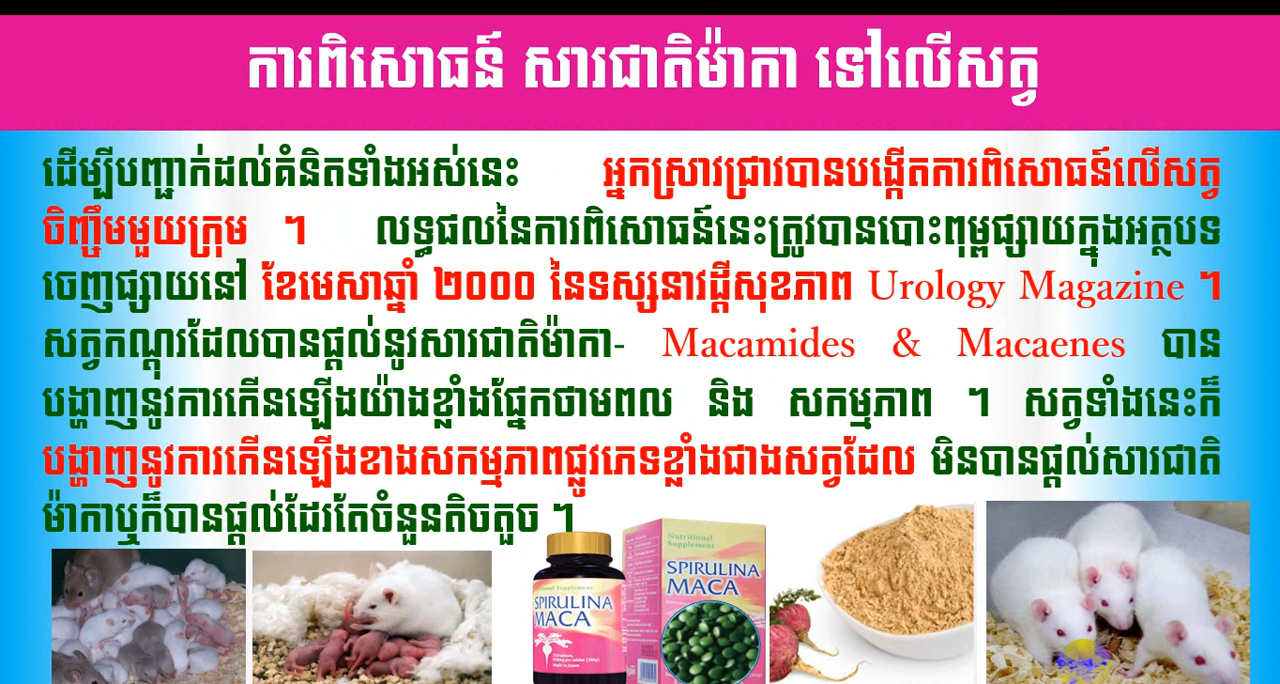 ការពិសោធន៍ សារជាតិម៉ាកា ទៅលើសត្វ
ដើម្បីបញ្ជាក់ដល់គំនិតទាំងអស់នេះ អ្នកស្រាវជ្រាវបានបង្កើតការពិសោធន៍លើសត្វ
ចិញ្ចឹមមួយក្រុម ។ លទ្ធផលនៃការពិសោធន៍នេះត្រូវបានបោះពុម្ពផ្សាយក្នុងអត្ថបទ
ចេញផ្សាយនៅ ខែមេសាឆ្នាំ ២០០០ នៃទស្សនាវដ្ដីសុខភាព Urology Magazine ។
សត្វកណ្ដុរដែលបានផ្ដល់នូវសារជាតិម៉ាកា- Macamides & Macaenes បាន
បង្ហាញនូវការកើនឡើងយ៉ាងខ្លាំងផ្នែកថាមពល និង សកម្មភាព ។ សត្វទាំងនេះក៏
បង្ហាញនូវការកើនឡើងខាងសកម្មភាពផ្លូវភេទខ្លាំងជាងសត្វដែល មិនបានផ្ដល់សារជាតិ
ម៉ាកាឬក៏បានផ្ដល់ដែរតែចំនួនតិចតួច ។
Nutritional Supplement
SPIRULINA
MACA
Made in Japan
Nutritional
Supplement
SPIRULINA
MACA